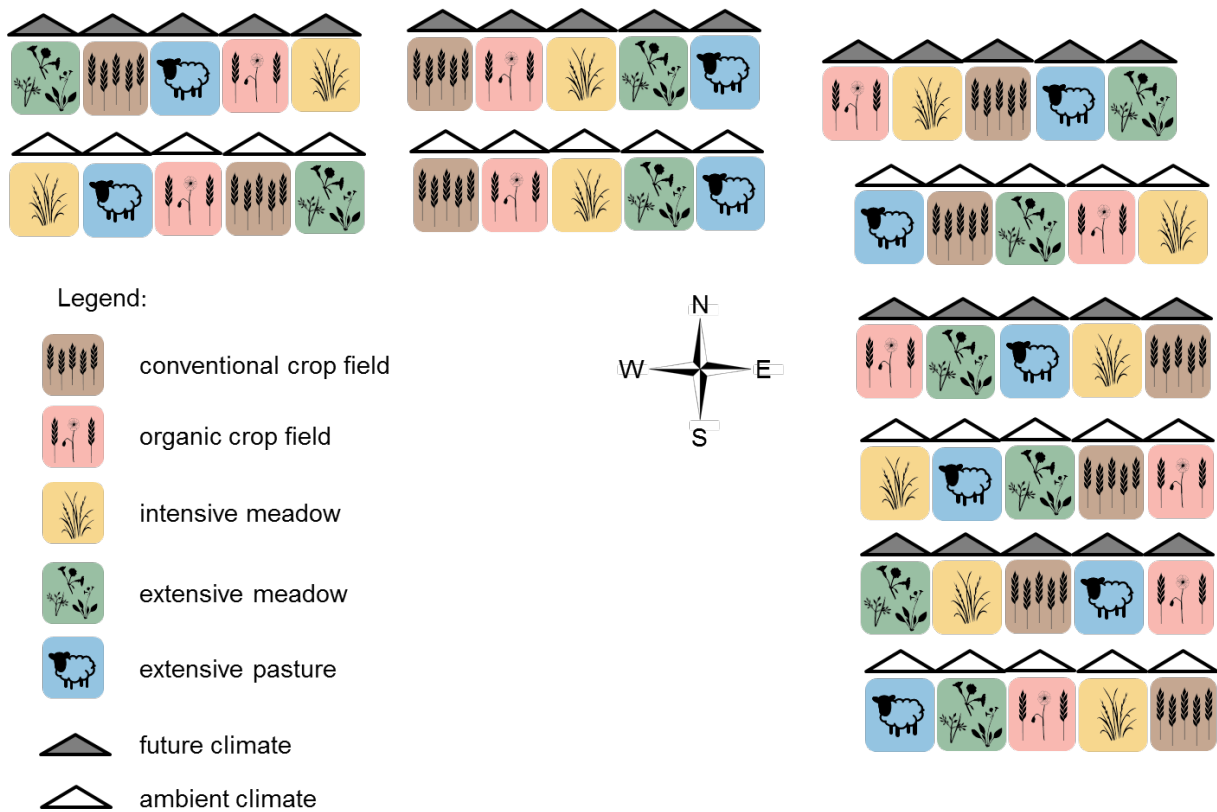 Legend:
conventional crop field
organic crop field
intensive meadow
extensive meadow
extensive pasture
future climate
ambient climate
N
W
E
S